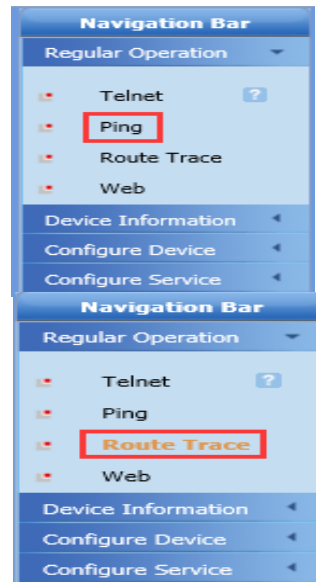 Navigation Bar
Regular Operation
Telnet ?
Ping
Route Trace
Web
Device Information
Configure Device
Configure Service
Navigation Bar
Regular Operation
Telnet ?
Ping
Route Trace
Web
Device Information
Configure Device
Configure Service